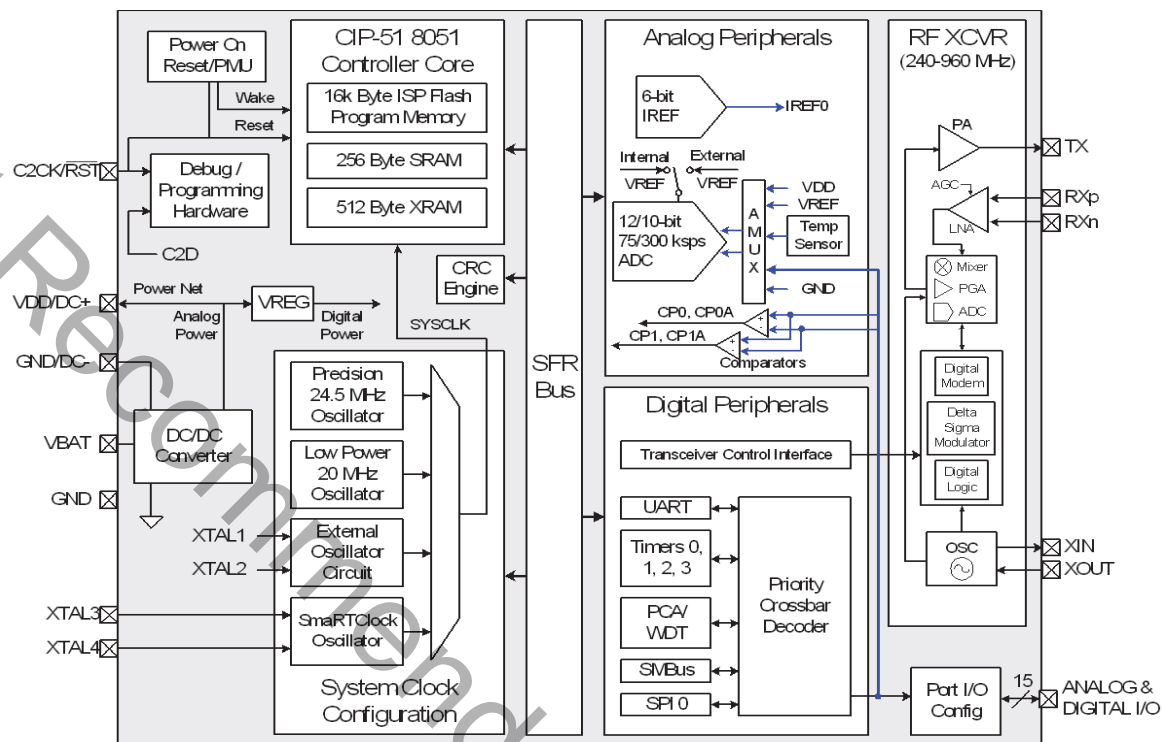 Power On
Reset/PMU
Wake
Reset
C2CK/RST
Debug /
Programming
Hardware
C2D
VDD/DC+
Power Net
Analog
Power
VREG
Digital
Power
SYSCLK
GND/DC-
DC/DC
Converter
VBAT
GND
XTAL1
XTAL2
XTAL3
XTAL4
CIP-51 8051
Controller Core
16k Byte ISP Flash
Program Memory
256 Byte SRAM
512 Byte XRAM
CRC
Engine
Precision
24.5 MHz
Oscillator
Low Power
20 MHz
Oscillator
External
Oscillator
Circuit
SmaRTClock
Oscillator
System Clock
Configuration
SFR
Bus
Analog Peripherals
6-bit
IREF
IREF0
Internal
VREF
External
VREF
12/10-bit
75/300 ksps
ADC
A
M
U
X
VDD
VREF
Temp
Sensor
GND
CP0, CP0A
+
-
CP1, CP1A
+
-
Comparators
Digital Peripherals
Transceiver Control Interface
UART
Timers 0,
1, 2, 3
PCA/
WDT
SMBus
SPI 0
Priority
Crossbar
Decoder
RF XCVR
(240-960 MHz)
PA
TX
AGC
LNA
RXp
RXn
Mixer
PGA
ADC
Digital
Modem
Delta
Sigma
Modulator
Digital
Logic
OSC
XIN
XOUT
Port I/O
Config
15
ANALOG &
DIGITAL I/O
Recommend